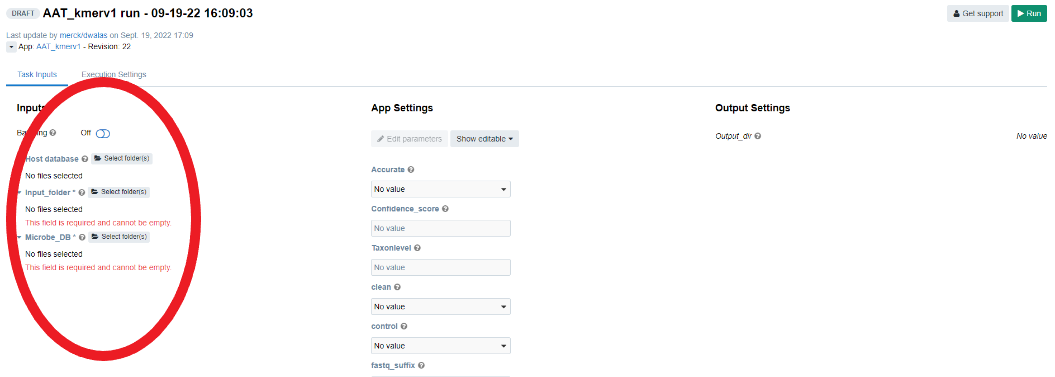 DRAFT AAT_kmerv1 run - 09-19-22 16:09:03
Get support
Run
Last update by merck/dwalas on Sept. 19, 2022 17:09
App: AAT_kmerv1 - Revision: 22
Task Inputs
Execution Settings
Inputs
Off
Host database
Select folder(s)
No files selected
Input_folder *
Select folder(s)
No files selected
This field is required and cannot be empty.
Microbe_DB *
Select folder(s)
No files selected
This field is required and cannot be empty.
App Settings
Edit parameters
Show editable
Accurate
No value
Confidence_score
No value
Taxonlevel
No value
clean
No value
control
No value
fastq_suffix
Output Settings
Output_dir
No value